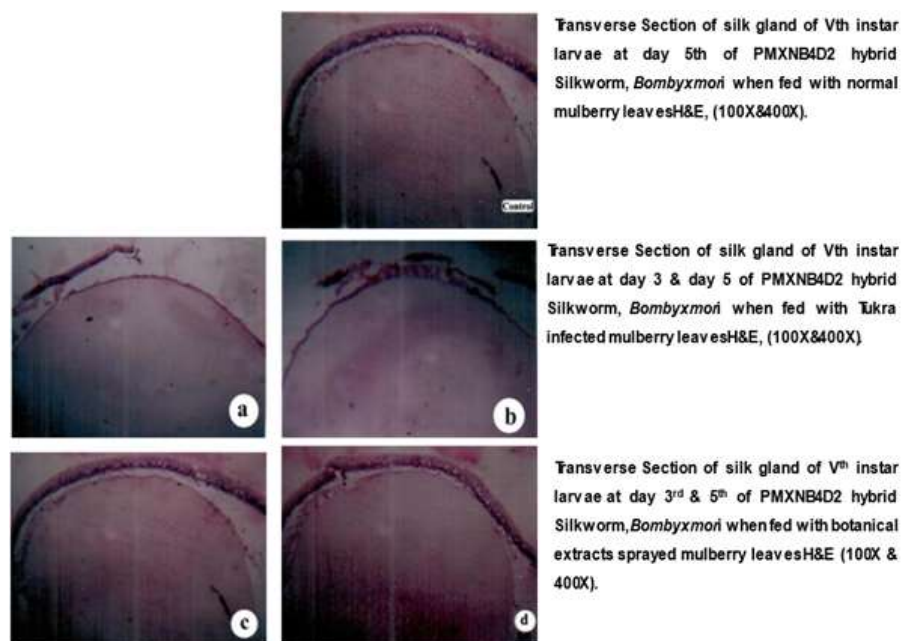 Transverse Section of silk gland of Vth instar
larvae at day 5th of PMXNB4D2 hybrid
Silkworm, Bombyxmori when fed with normal
mulberry leavesH&E, (100X&400X).
Control
Transverse Section of silk gland of Vth instar
larvae at day 3 & day 5 of PMXNB4D2 hybrid
Silkworm, Bombyxmori when fed with Tukra
infected mulberry leavesH&E, (100X&400X).
a
b
Transverse Section of silk gland of Vth instar
larvae at day 3rd & 5th of PMXNB4D2 hybrid
Silkworm, Bombyxmori when fed with botanical
extracts sprayed mulberry leavesH&E (100X &
400X).
c
d